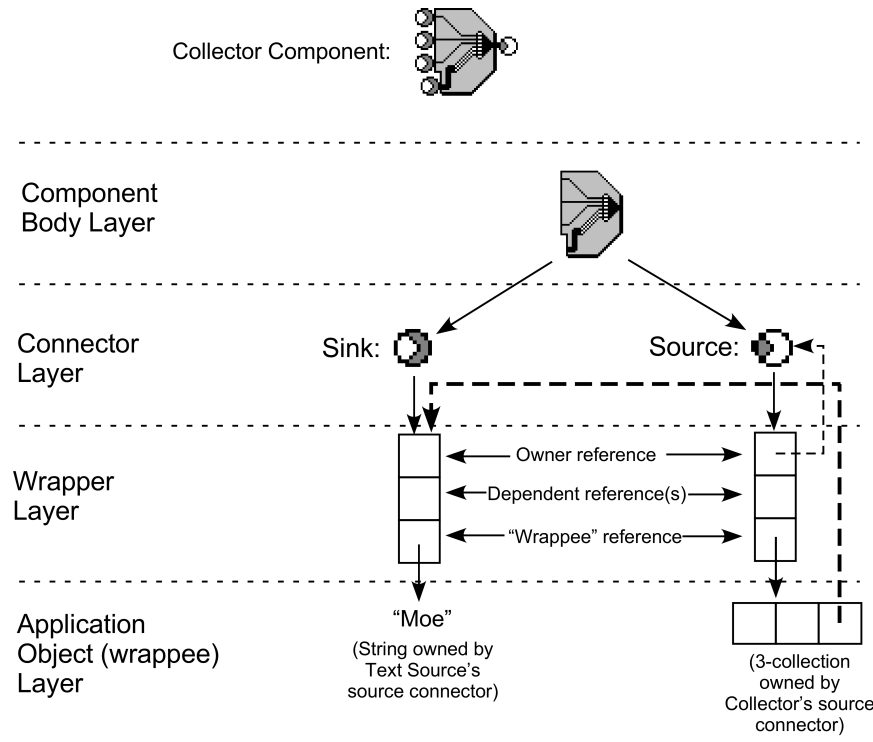 Collector Component:
Component
Body Layer
Connector
Layer
Sink:
Source:
Wrapper
Layer
Owner reference
Dependent reference(s)
“Wrappee” reference
Application
Object (wrappee)
Layer
“Moe”
(String owned by
Text Source’s
source connector)
(3-collection
owned by
Collector’s source
connector)